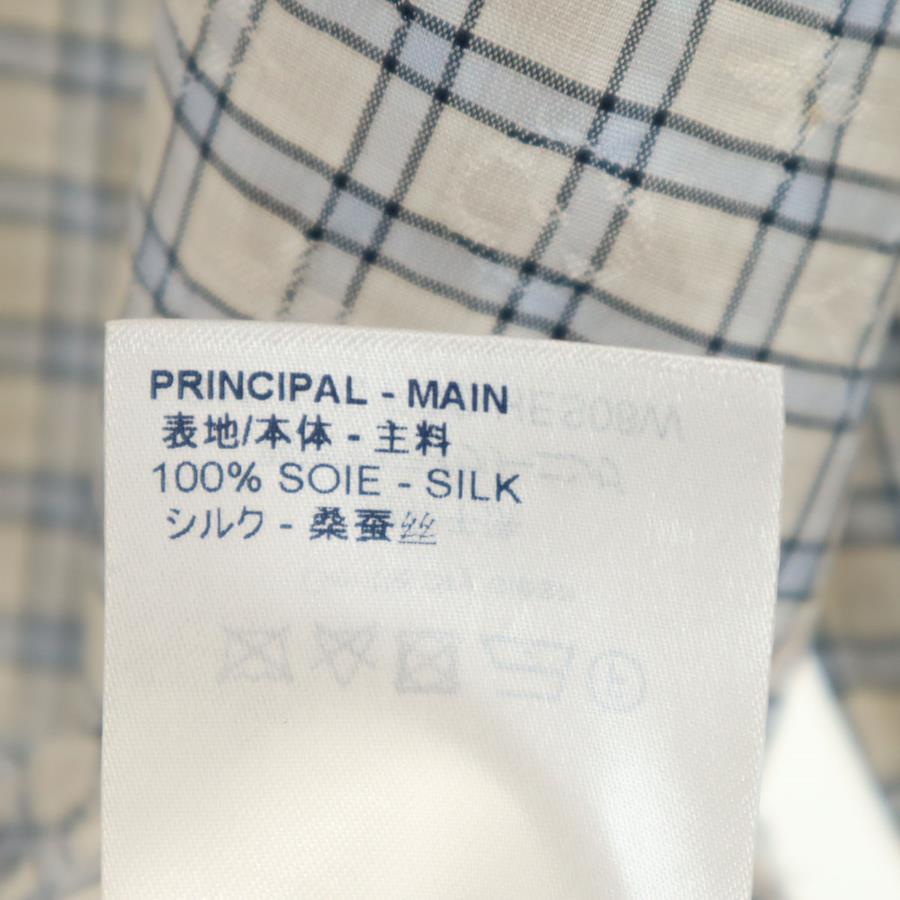 PRINCIPAL - MAIN
表地/本体 - 主料
100% SOIE - SILK
シルク - 桑蚕丝